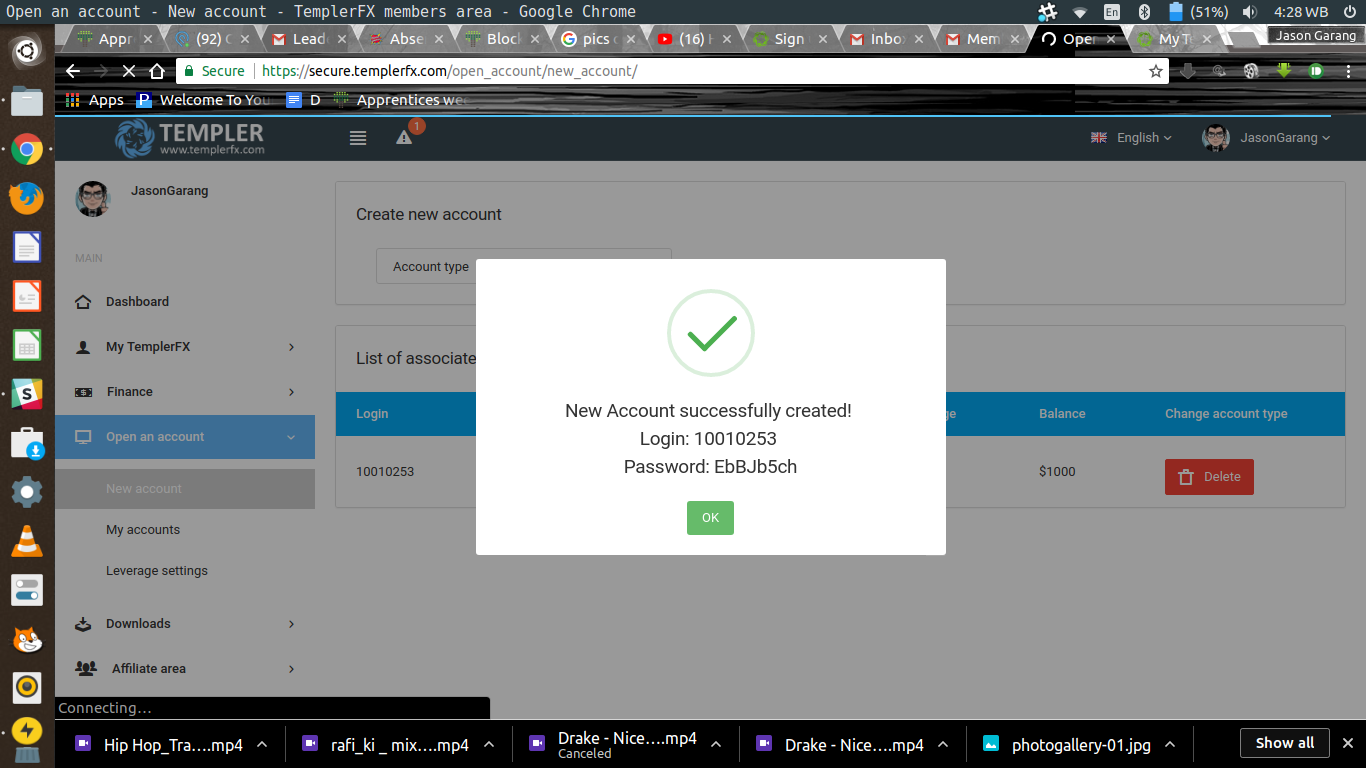 Open an account - New account - TemplerFX members area - Google Chrome
En
(51%)
4:28 WB
Appr
(92)
Lead
Abse
Block
pics
(16)
Sign
Inbo
Mem
Oper
My T
Jason Garang
Secure
https://secure.templerfx.com/open_account/new_account/
Apps
Welcome To You
D
Apprentices wee
TEMPLER
www.templerfx.com
1
English
JasonGarang
JasonGarang
MAIN
Dashboard
My TemplerFX
Finance
Open an account
New account
My accounts
Leverage settings
Downloads
Affiliate area
Create new account
Account type
List of associate
Login
ge
Balance
Change account type
10010253
$1000
Delete
New Account successfully created!
Login: 10010253
Password: EbBJb5ch
OK
Connecting...
Hip Hop_Tra....mp4
rafi_ki _ mix....mp4
Drake - Nice....mp4
Canceled
Drake - Nice....mp4
photogallery-01.jpg
Show all